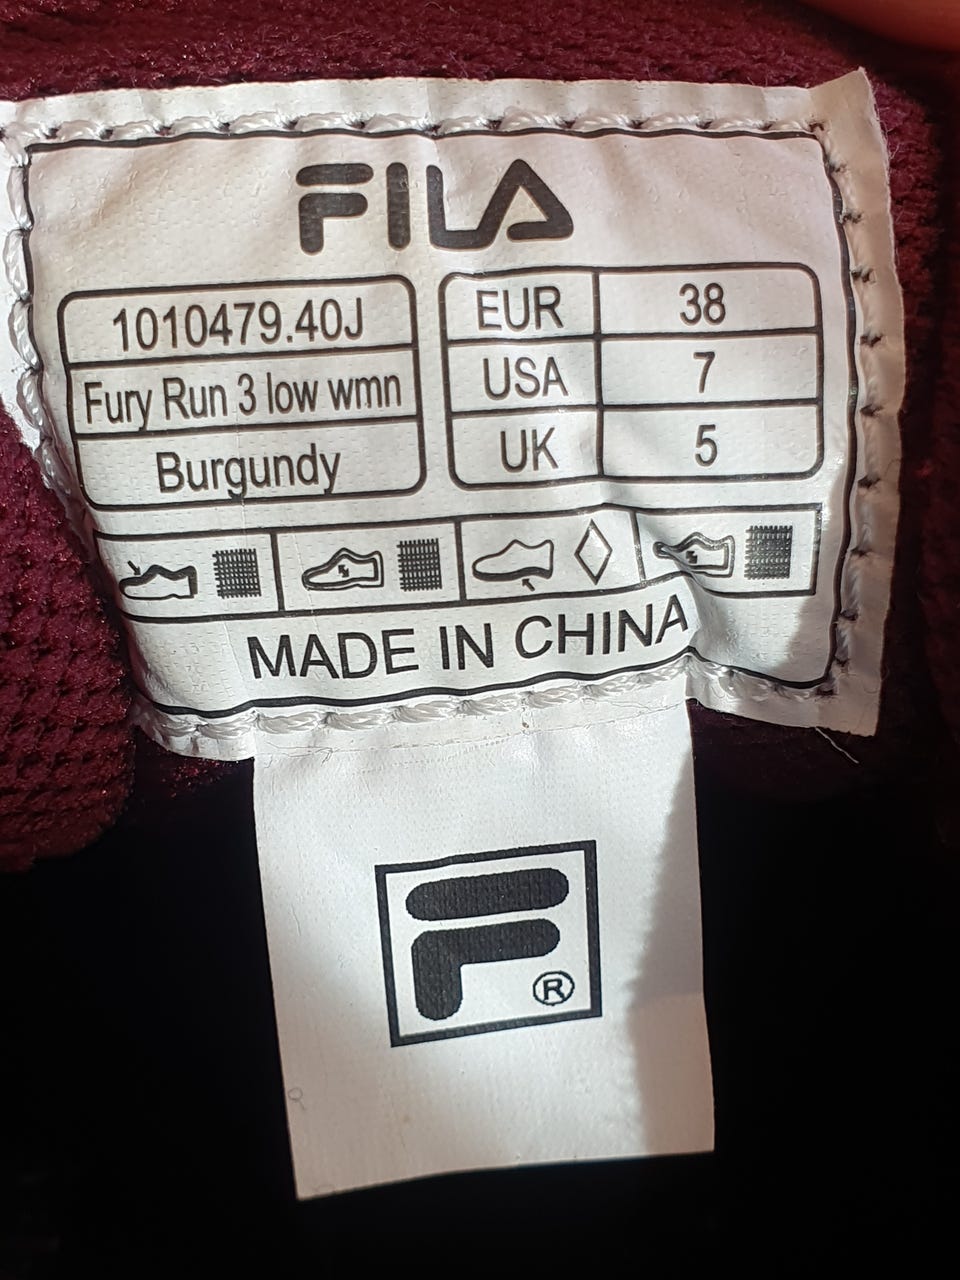 FILA
1010479.40J
Fury Run 3 low wmn
Burgundy
EUR 38
USA 7
UK 5
MADE IN CHINA
F
®